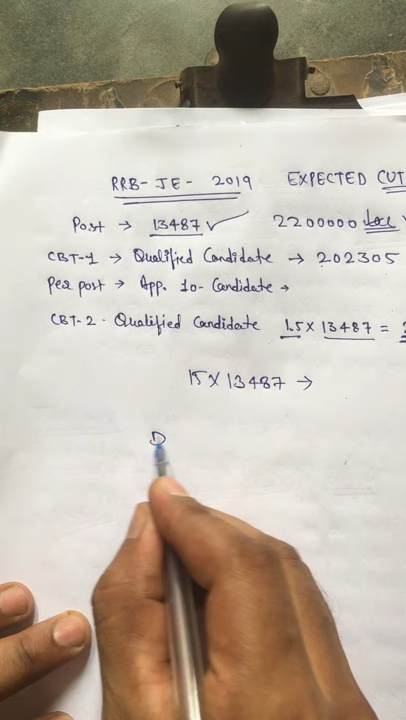 RRB- JE - 2019 EXPECTED CUT
Post → 13487 ✓ 2200000
CBT-1 → Qualified Candidate → 202305
Per post → App. 10- Candidate →
CBT-2 - Qualified Candidate 1.5 × 13487 =
15 × 13487 →
D